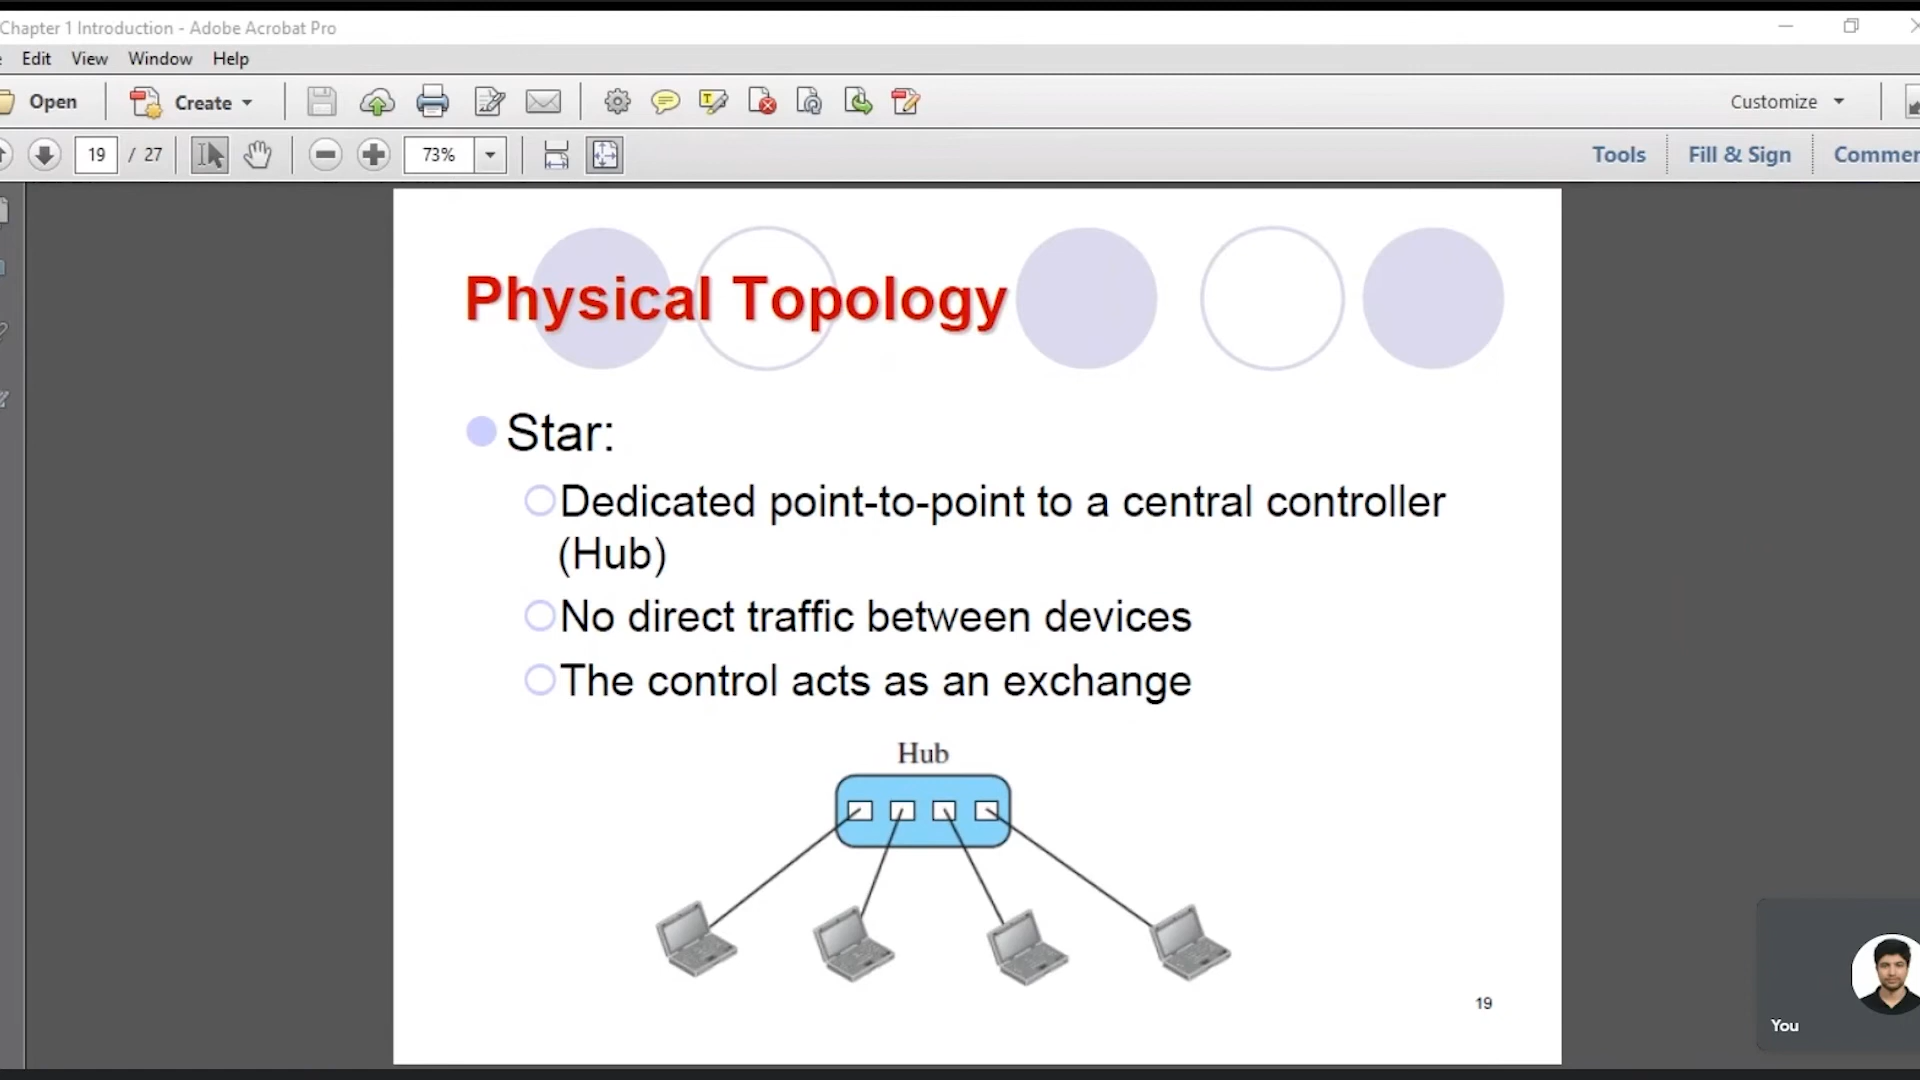 Chapter 1 Introduction - Adobe Acrobat Pro
Edit View Window Help
Open Create Customize
19 / 27 73% Tools Fill & Sign
Physical Topology
Star:
Dedicated point-to-point to a central controller
(Hub)
No direct traffic between devices
The control acts as an exchange
Hub
19
You